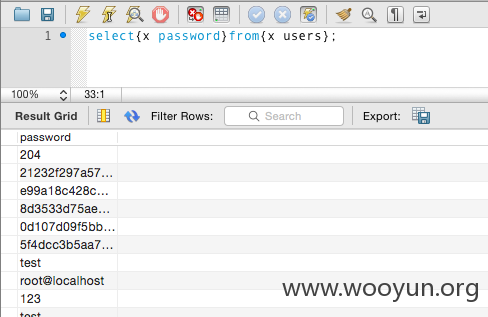 1 select{x password}from{x users};
100% 33:1
Result Grid Filter Rows: Search Export:
password
204
21232f297a57...
e99a18c428c...
8d3533d75ae...
0d107d09f5bb...
5f4dcc3b5aa7...
test
root@localhost
123
test
www.wooyun.org